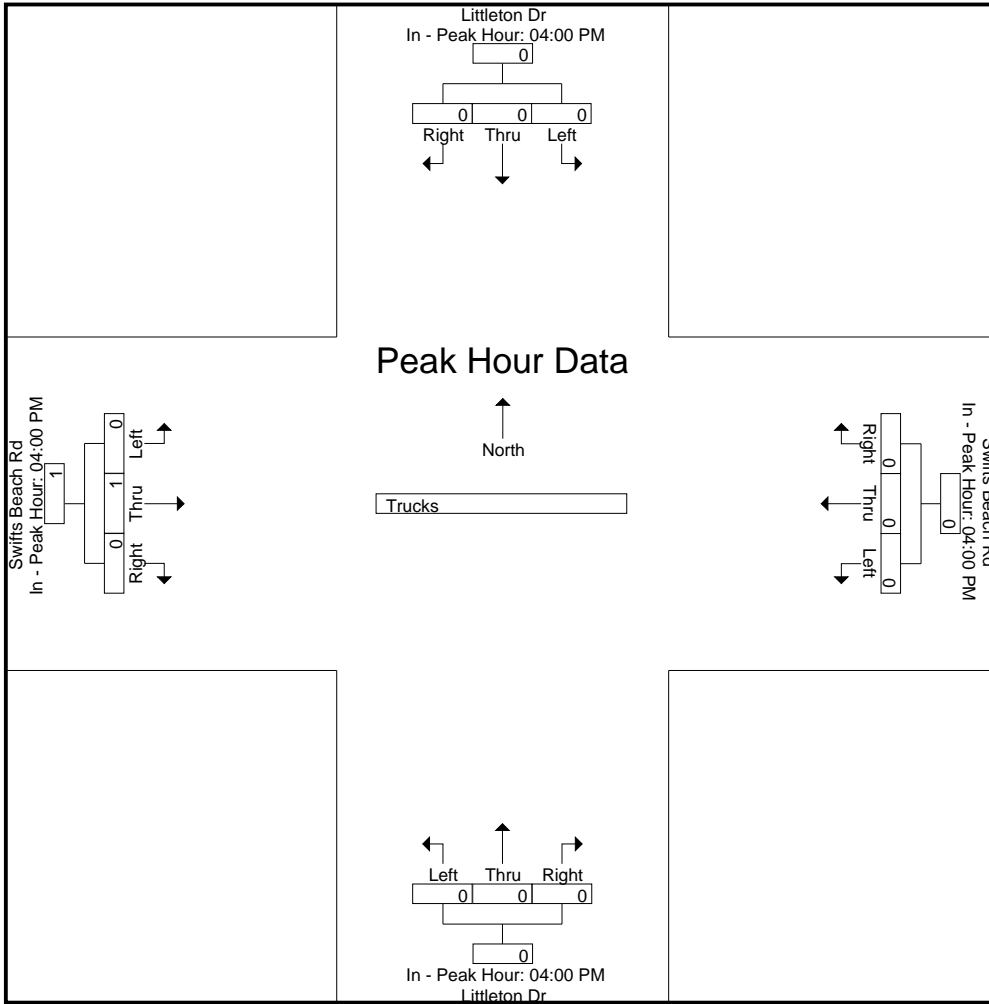 Littleton Dr
In - Peak Hour: 04:00 PM
0
0 0 0
Right Thru Left
Peak Hour Data
North
Trucks
Swifts Beach Rd
In - Peak Hour: 04:00 PM
1
0 1 0
Left Thru Right
Swifts Beach Rd
In - Peak Hour: 04:00 PM
0
0 0 0
Right Thru Left
Left Thru Right
0 0 0
0
In - Peak Hour: 04:00 PM
Littleton Dr